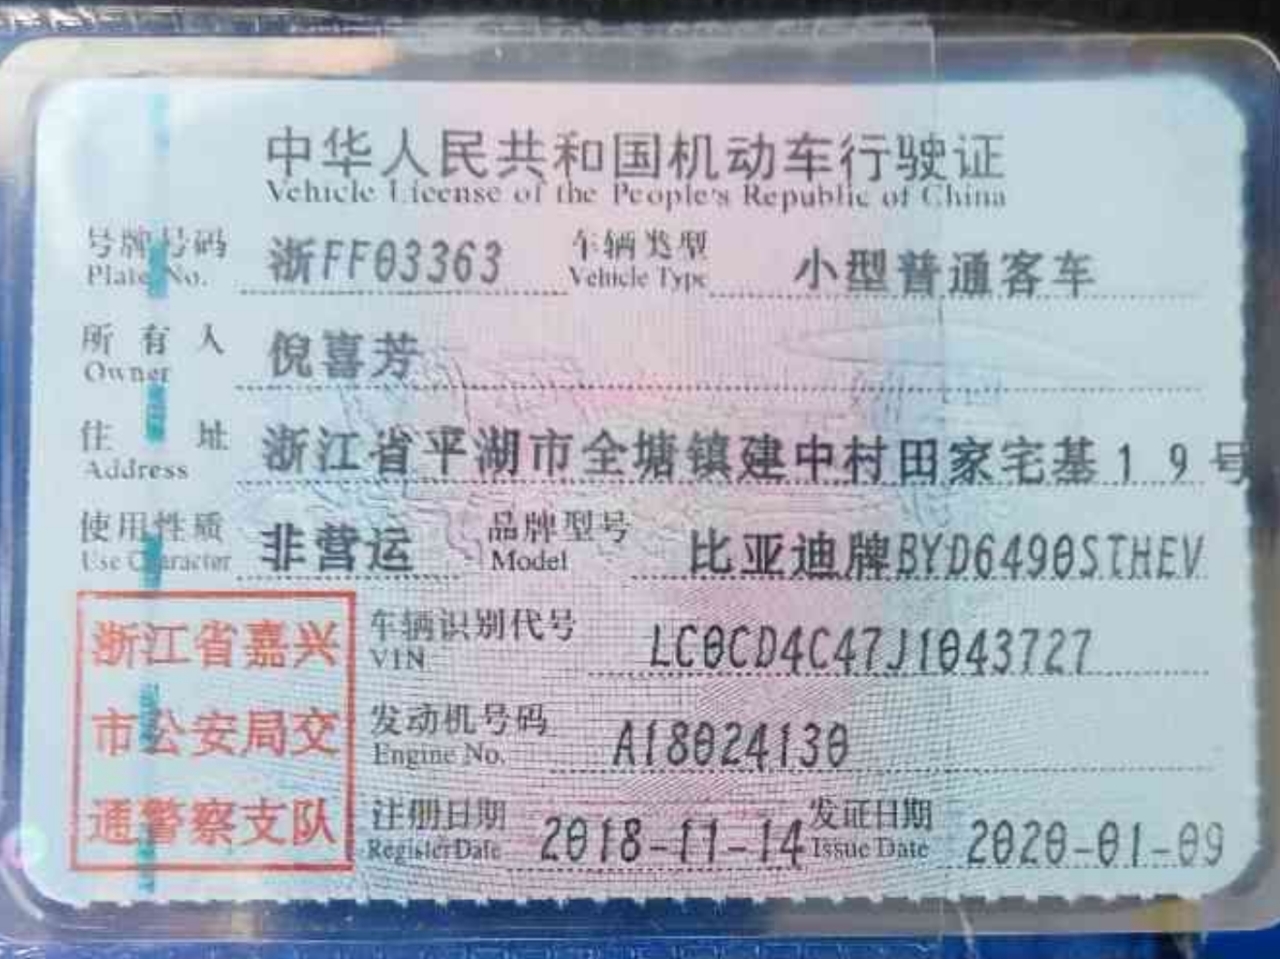 中华人民共和国机动车行驶证
Vehicle License of the People's Republic of China
号牌号码 浙FF03363 车辆类型 小型普通客车
Plate No. Vehicle Type
所有人 倪喜芳
Owner
住址 浙江省平湖市全塘镇建中村田家宅基19号
Address
使用性质 非营运 品牌型号 比亚迪牌BYD6490STHEV
Use Character Model
浙江省嘉兴
市公安局交
通警察支队
车辆识别代号 LC0CD4C47J1043727
VIN
发动机号码 A18024130
Engine No.
注册日期 2018-11-14 发证日期 2020-01-09
Register Date Issue Date